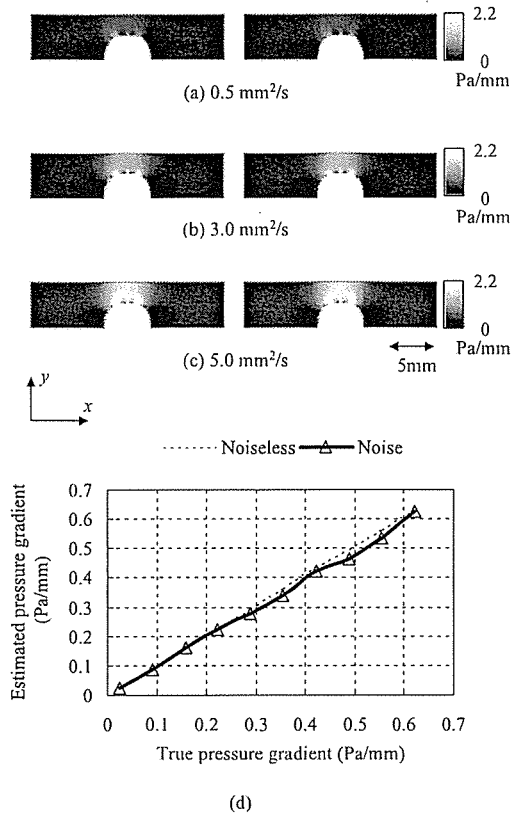 2.2
0
Pa/mm
(a) 0.5 mm²/s
2.2
0
Pa/mm
(b) 3.0 mm²/s
2.2
0
Pa/mm
(c) 5.0 mm²/s
5mm
y
x
Noiseless
Noise
Estimated pressure gradient
(Pa/mm)
0.7
0.6
0.5
0.4
0.3
0.2
0.1
0
0 0.1 0.2 0.3 0.4 0.5 0.6 0.7
True pressure gradient (Pa/mm)
(d)